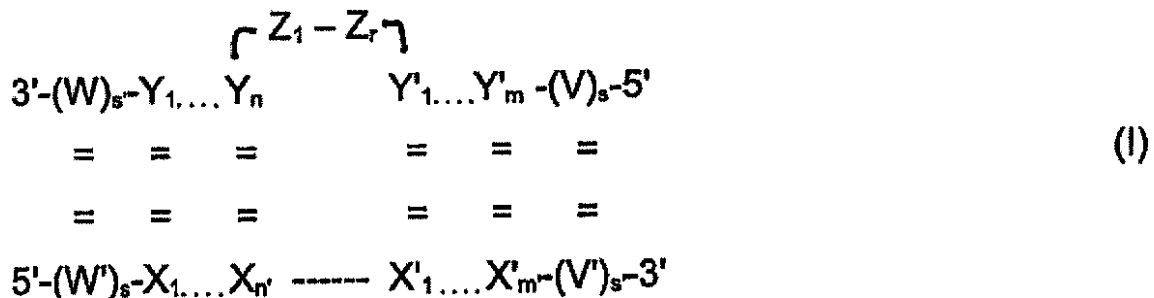 Z₁ – Zᵣ
3'-(W)ₛ-Y₁....Yₙ Y'₁....Y'ₘ -(V)ₛ-5'
= = = = = =
(I)
= = = = = =
5'-(W')ₛ-X₁....Xₙ' ------ X'₁....X'ₘ'-(V')ₛ-3'